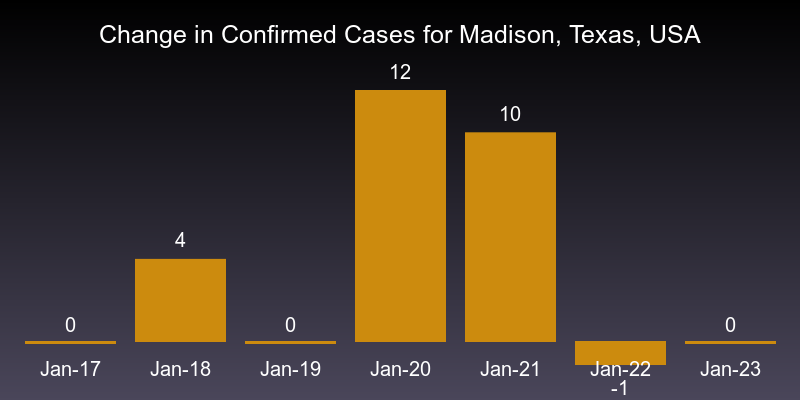 Change in Confirmed Cases for Madison, Texas, USA
12
10
4
0
0
0
Jan-17
Jan-18
Jan-19
Jan-20
Jan-21
Jan-22
Jan-23
-1